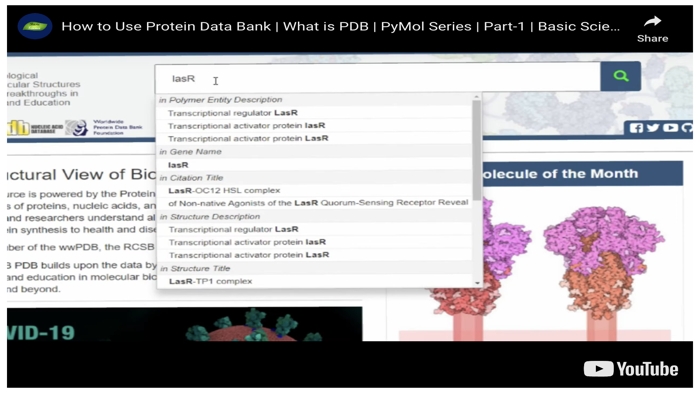 How to Use Protein Data Bank | What is PDB | PyMol Series | Part-1 | Basic Scie...
Share
ological
cular Structures
reakthroughs in
nd Education
NUCLEIC ACID
DATABASE
Worldwide
Protein Data Bank
Foundation
lasR
in Polymer Entity Description
Transcriptional regulator LasR
Transcriptional activator protein lasR
Transcriptional activator protein LasR
in Gene Name
lasR
in Citation Title
LasR-OC12 HSL complex
of Non-native Agonists of the LasR Quorum-Sensing Receptor Reveal
in Structure Description
Transcriptional regulator LasR
Transcriptional activator protein lasR
Transcriptional activator protein LasR
in Structure Title
LasR-TP1 complex
uctural View of Bio
urce is powered by the Protein
s of proteins, nucleic acids, an
and researchers understand al
ein synthesis to health and dise
mber of the wwPDB, the RCSB
B PDB builds upon the data by
and education in molecular bio
nd beyond.
olecule of the Month
VID-19
YouTube